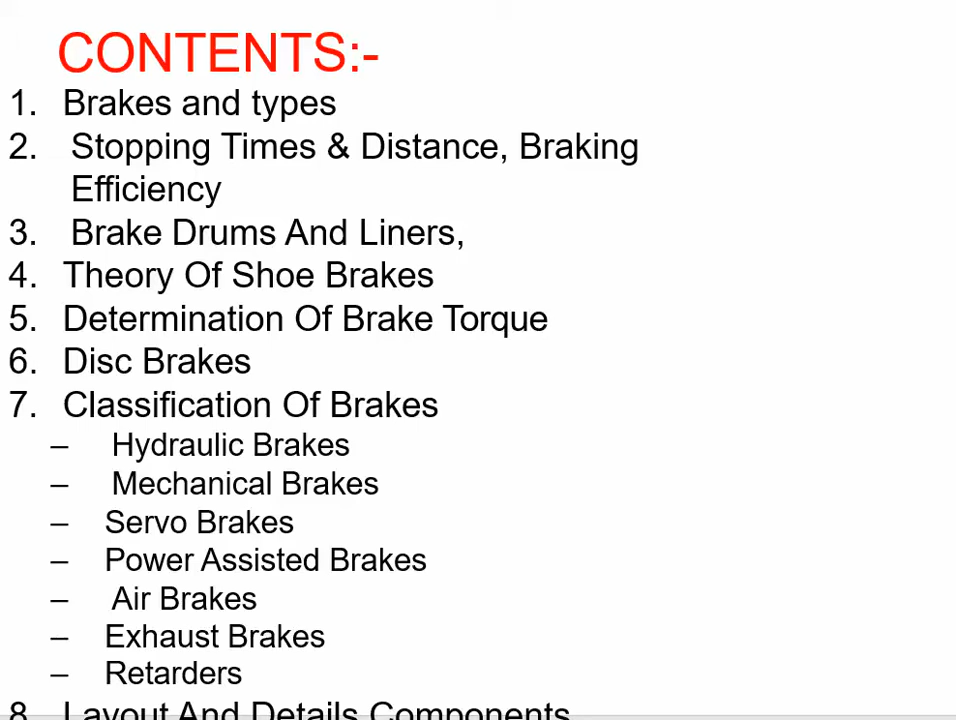 CONTENTS:-
1. Brakes and types
2. Stopping Times & Distance, Braking
Efficiency
3. Brake Drums And Liners,
4. Theory Of Shoe Brakes
5. Determination Of Brake Torque
6. Disc Brakes
7. Classification Of Brakes
– Hydraulic Brakes
– Mechanical Brakes
– Servo Brakes
– Power Assisted Brakes
– Air Brakes
– Exhaust Brakes
– Retarders
8. Layout And Details Components